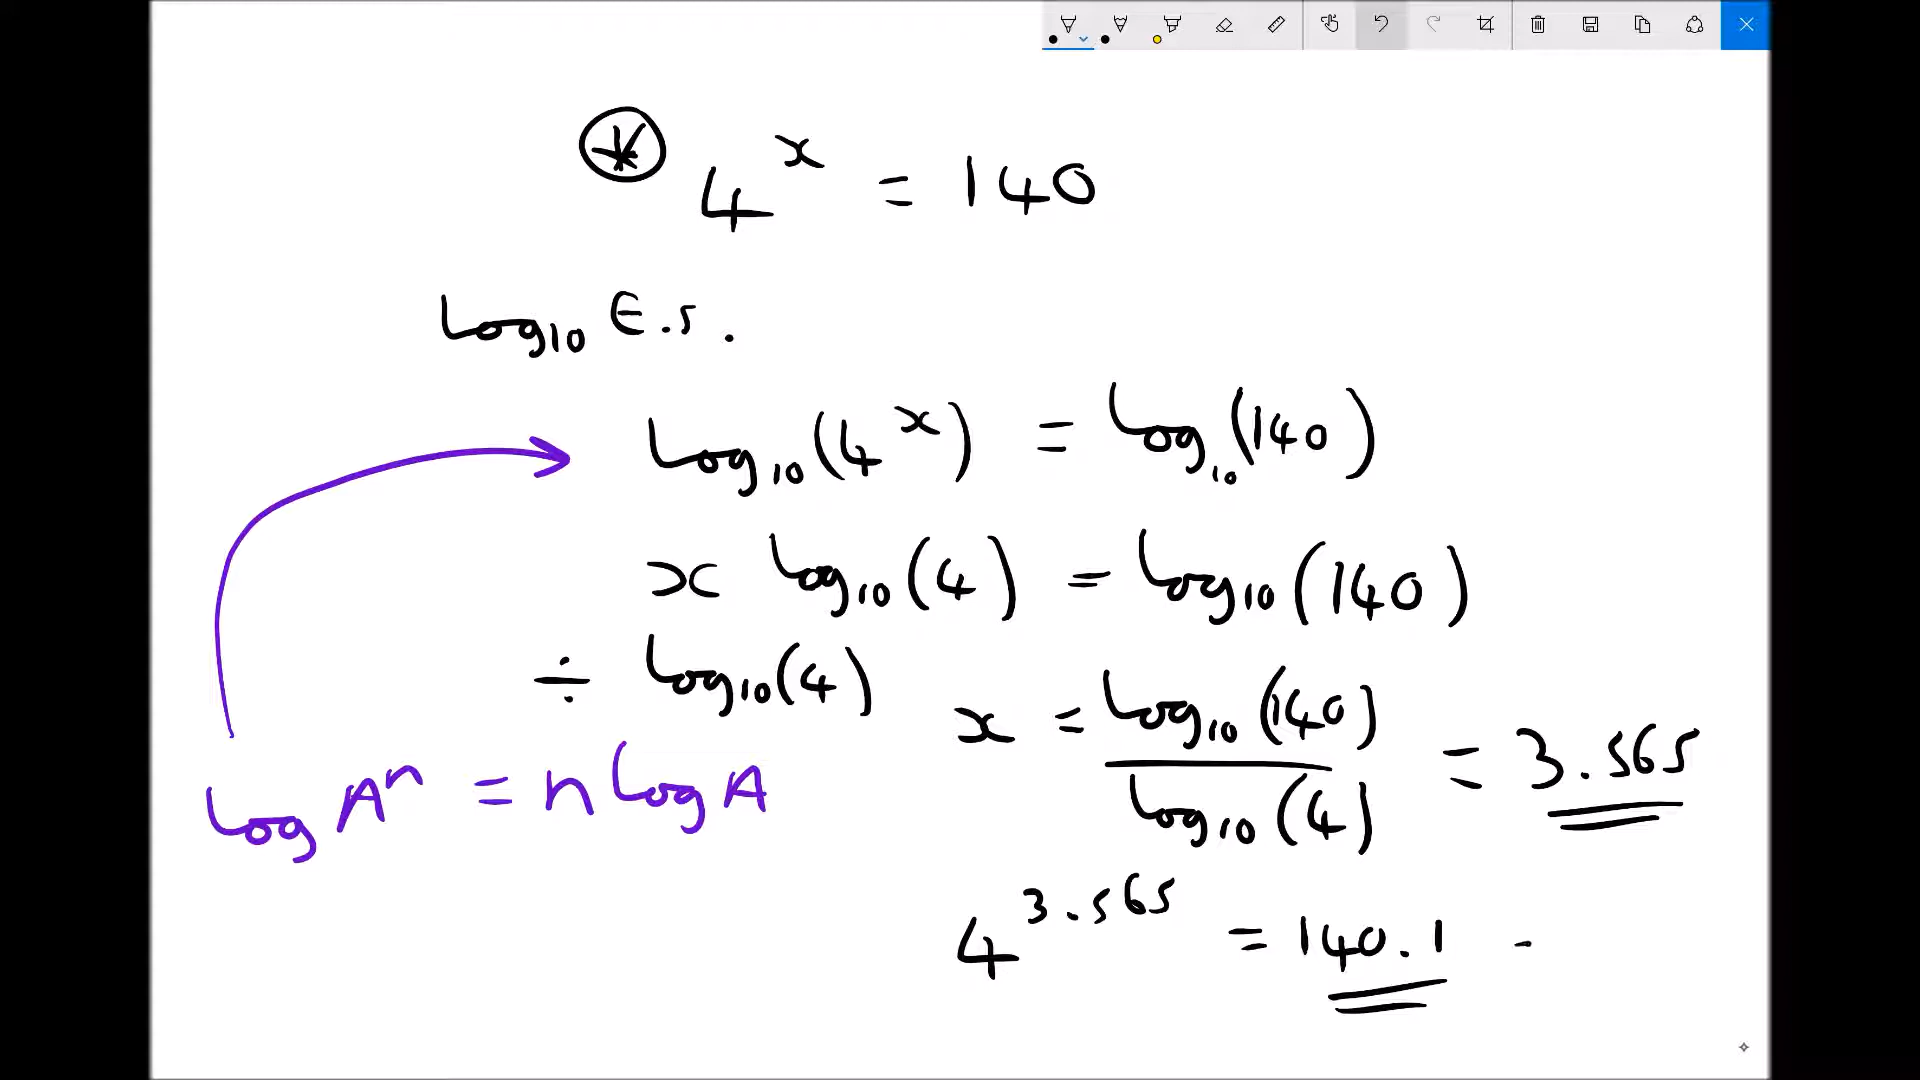 4^x = 140
Log₁₀ E.S.
Log₁₀(4^x) = Log₁₀(140)
x Log₁₀(4) = Log₁₀(140)
÷ Log₁₀(4)
x = Log₁₀(140) / Log₁₀(4) = 3.565
Log A^n = n Log A
4^3.565 = 140.1